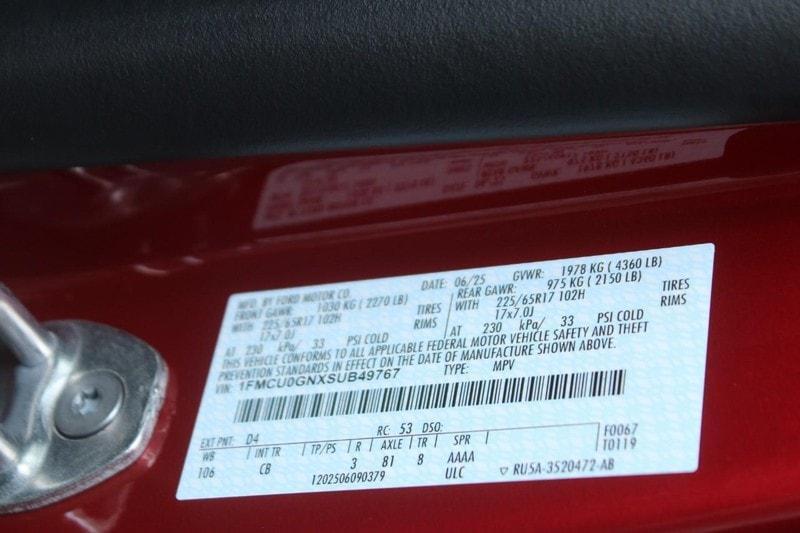 MFD. BY FORD MOTOR CO. DATE: 06/25 GVWR: 1978 KG ( 4360 LB)
FRONT GAWR: 1030 KG ( 2270 LB) REAR GAWR: 975 KG ( 2150 LB)
WITH 225/65R17 102H TIRES WITH 225/65R17 102H TIRES
17x7.0J RIMS 17x7.0J RIMS
AT 230 kPa/ 33 PSI COLD AT 230 kPa/ 33 PSI COLD
THIS VEHICLE CONFORMS TO ALL APPLICABLE FEDERAL MOTOR VEHICLE SAFETY AND THEFT
PREVENTION STANDARDS IN EFFECT ON THE DATE OF MANUFACTURE SHOWN ABOVE.
VIN: 1FMCU0GNXSUB49767 TYPE: MPV
EXT PNT: D4 RC: 53 DSO: F0067
WB INT TR TP/PS R AXLE TR SPR T0119
106 CB 3 81 8 AAAA
1202506090379 ULC RU5A-3520472-AB